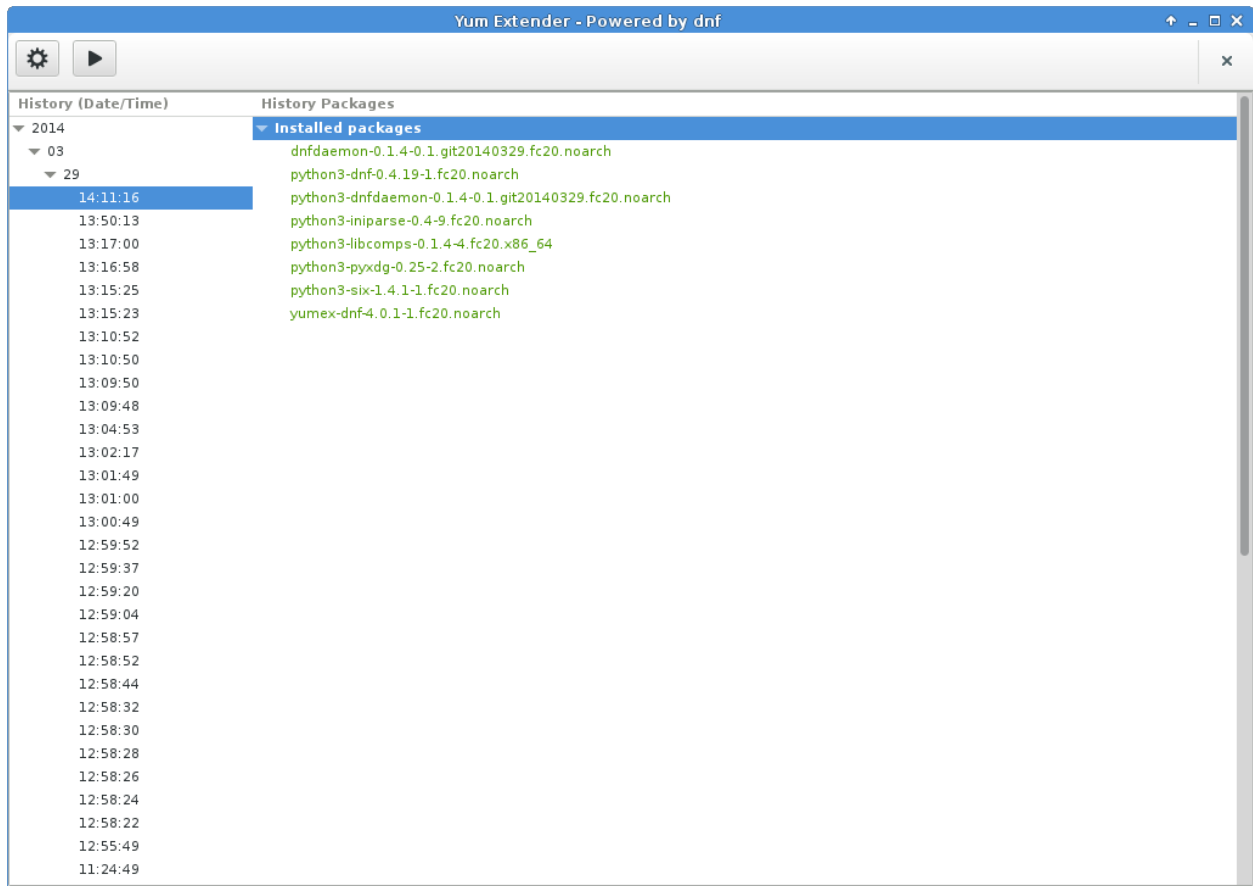 Yum Extender - Powered by dnf
History (Date/Time)
History Packages
2014
03
29
14:11:16
13:50:13
13:17:00
13:16:58
13:15:25
13:15:23
13:10:52
13:10:50
13:09:50
13:09:48
13:04:53
13:02:17
13:01:49
13:01:00
13:00:49
12:59:52
12:59:37
12:59:20
12:59:04
12:58:57
12:58:52
12:58:44
12:58:32
12:58:30
12:58:28
12:58:26
12:58:24
12:58:22
12:55:49
11:24:49
Installed packages
dnfdaemon-0.1.4-0.1.git20140329.fc20.noarch
python3-dnf-0.4.19-1.fc20.noarch
python3-dnfdaemon-0.1.4-0.1.git20140329.fc20.noarch
python3-iniparse-0.4-9.fc20.noarch
python3-libcomps-0.1.4-4.fc20.x86_64
python3-pyxdg-0.25-2.fc20.noarch
python3-six-1.4.1-1.fc20.noarch
yumex-dnf-4.0.1-1.fc20.noarch